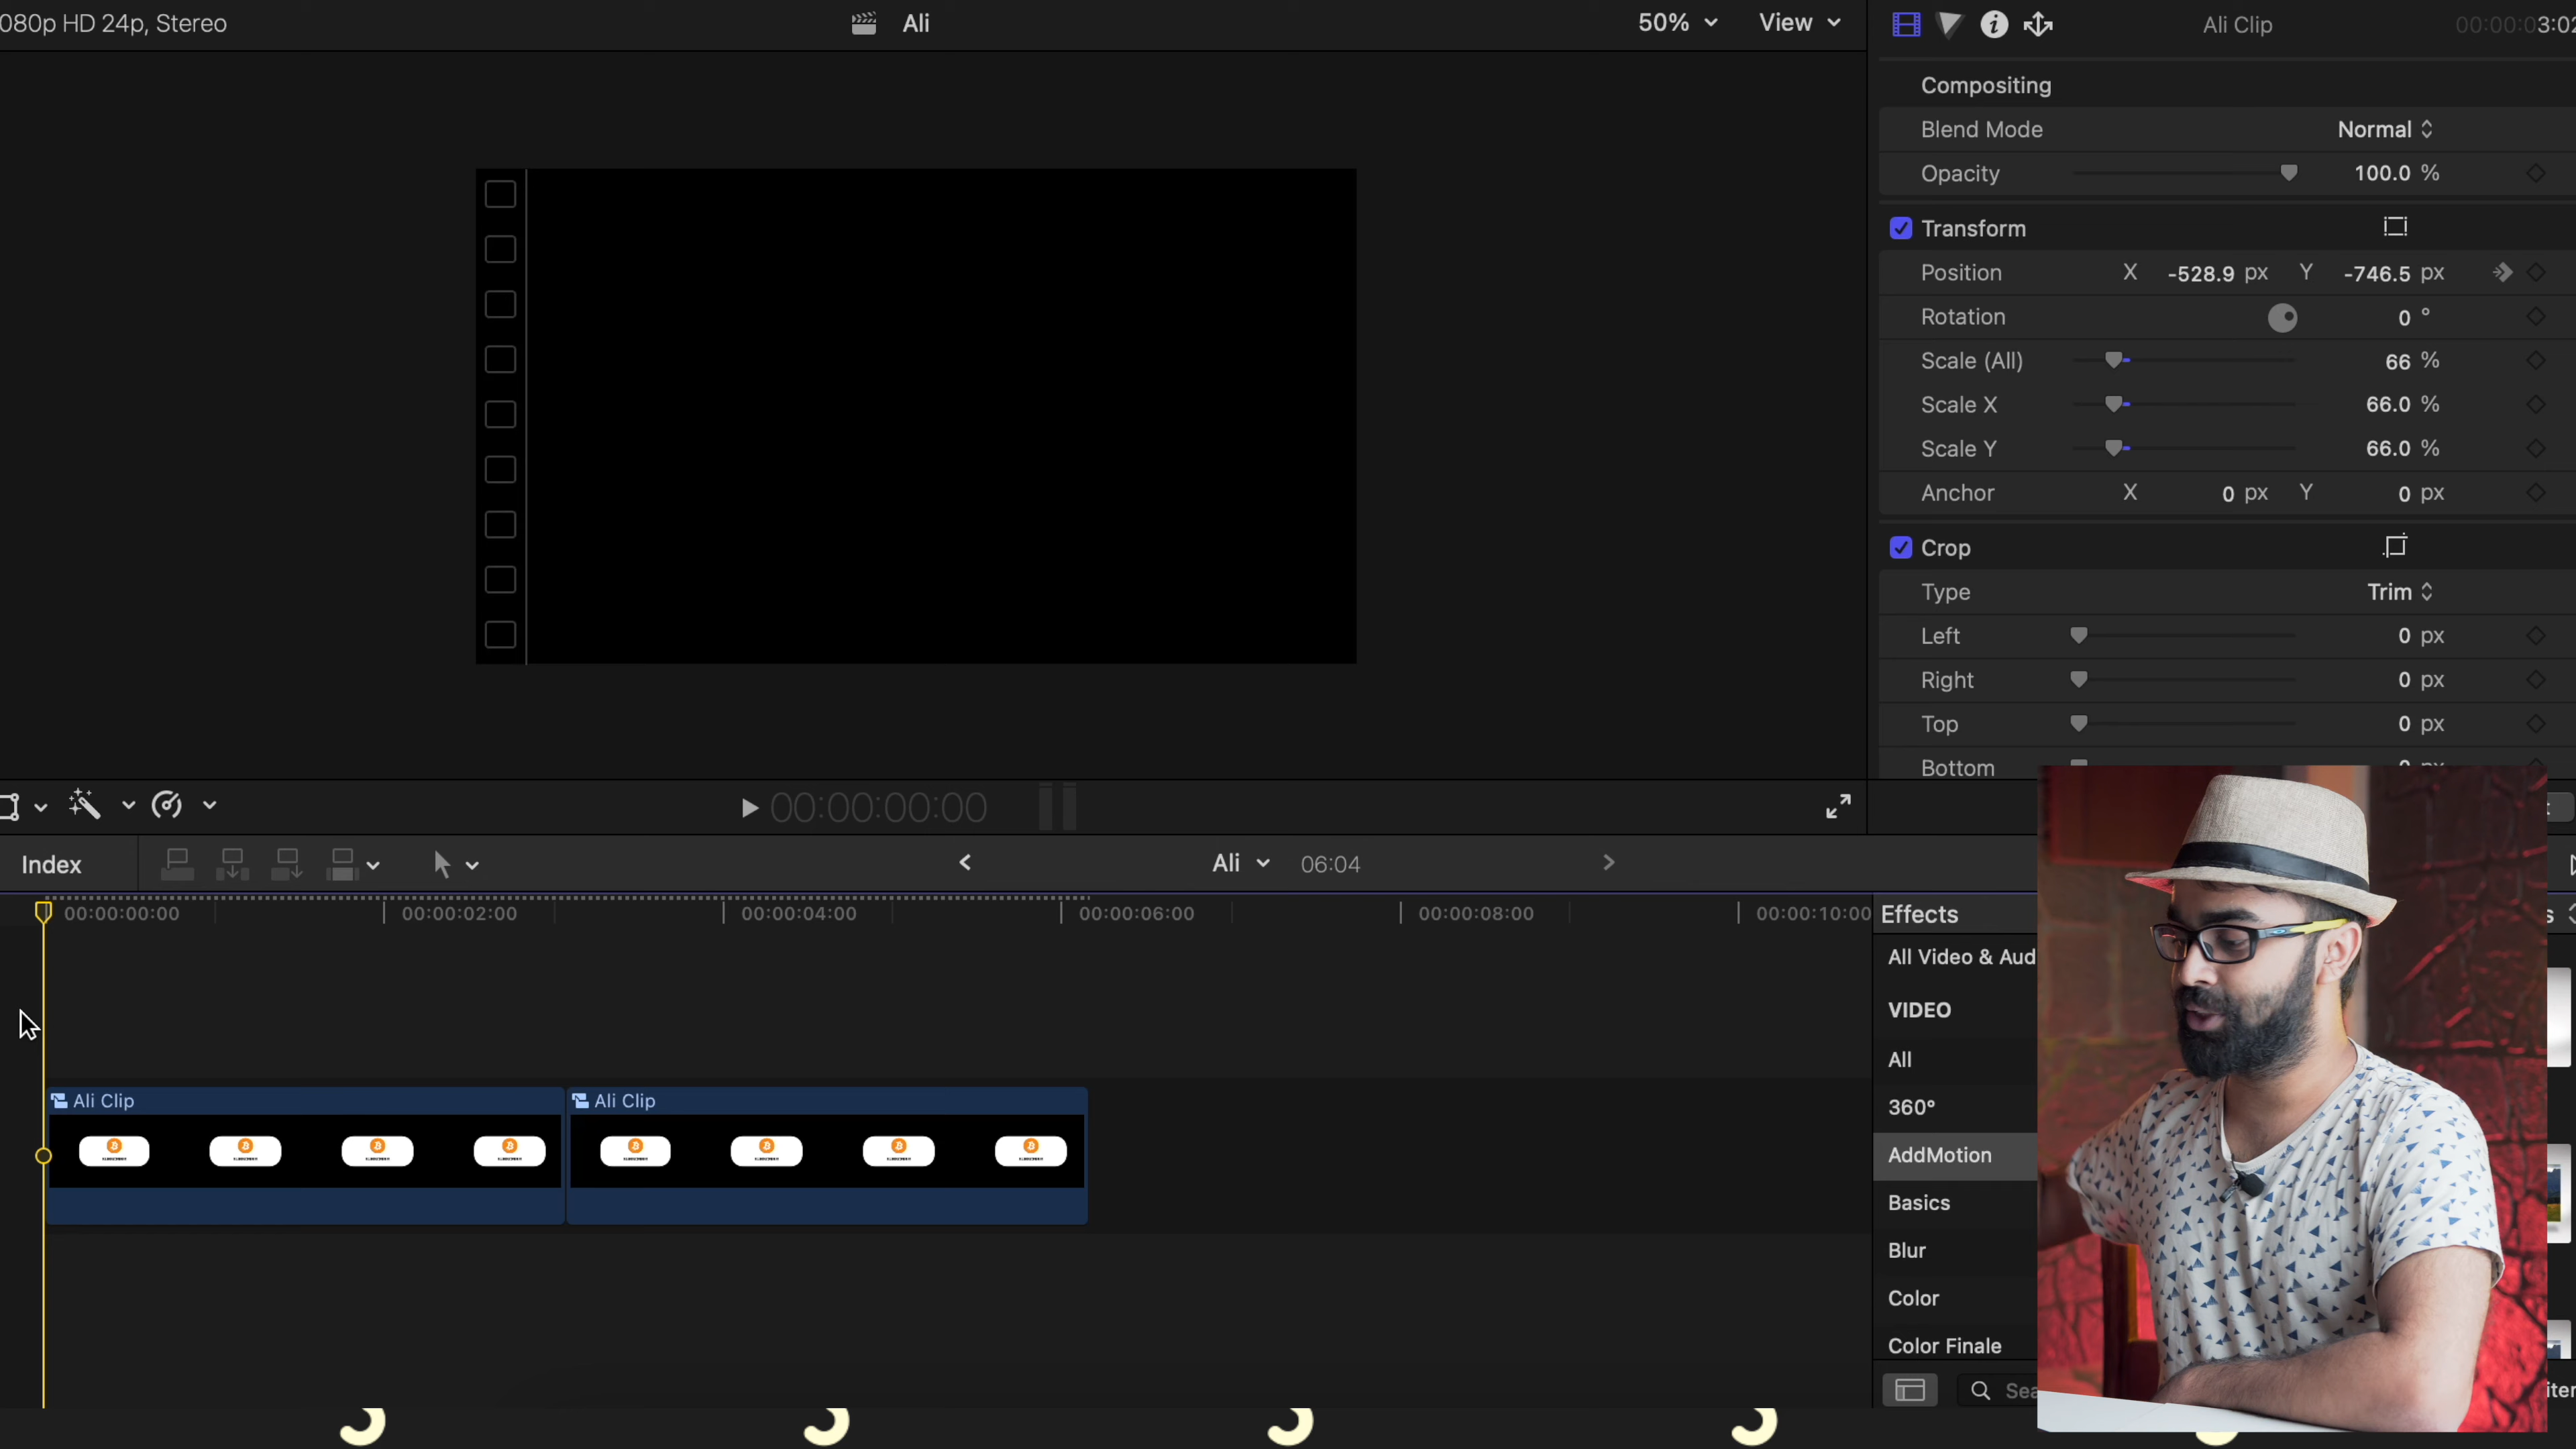 080p HD 24p, Stereo
Ali
50%
View
Ali Clip
00:00:03:02
Compositing
Blend Mode
Normal
Opacity
100.0 %
Transform
Position X -528.9 px Y -746.5 px
Rotation 0 °
Scale (All) 66 %
Scale X 66.0 %
Scale Y 66.0 %
Anchor X 0 px Y 0 px
Crop
Type Trim
Left 0 px
Right 0 px
Top 0 px
Bottom
00:00:00:00
Index
Ali 06:04
00:00:00:00 00:00:02:00 00:00:04:00 00:00:06:00 00:00:08:00 00:00:10:00
Effects
All Video & Aud
VIDEO
All
360°
AddMotion
Basics
Blur
Color
Color Finale
Sea
Ali Clip
Ali Clip